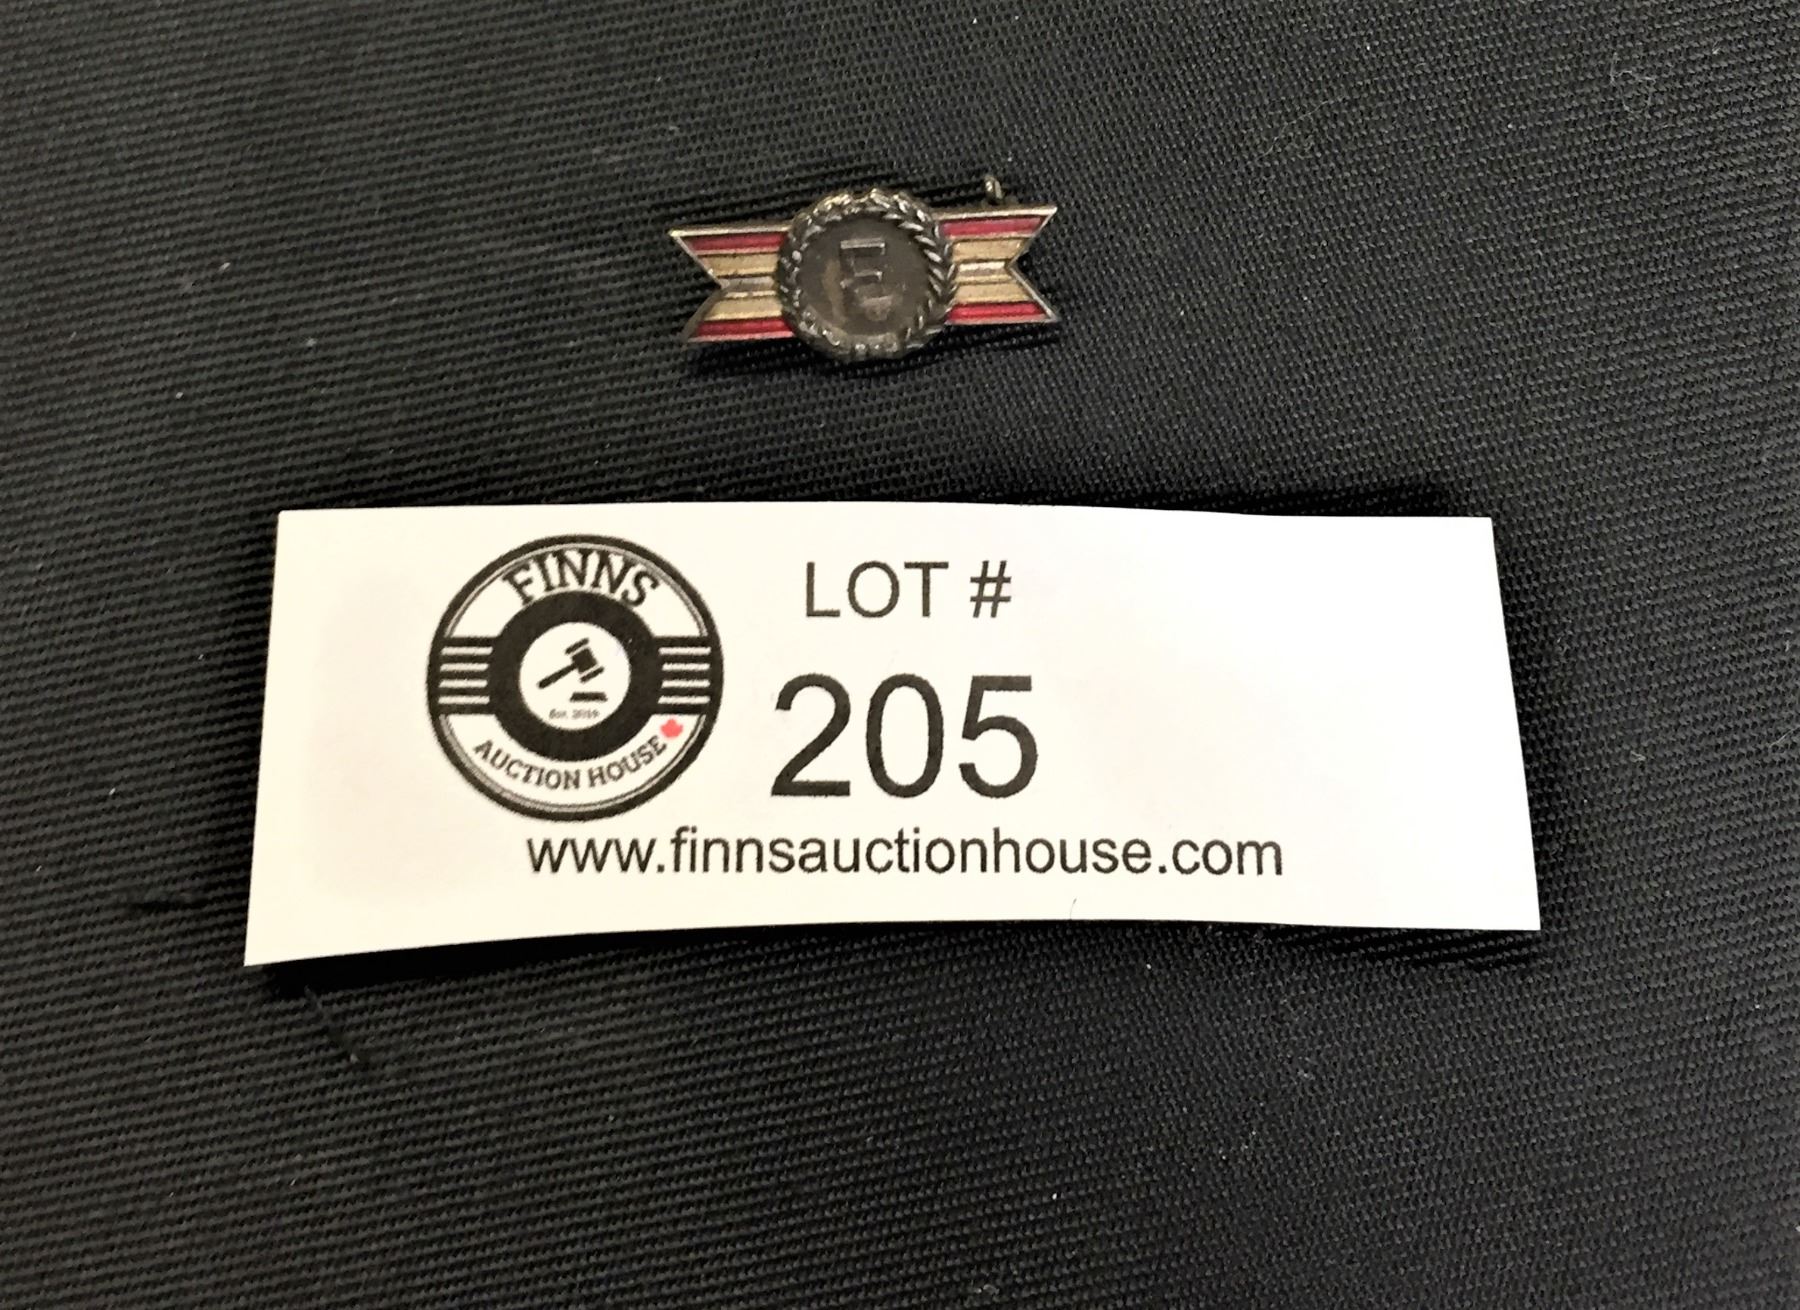 E
FINNS
Est. 2019
AUCTION HOUSE
LOT #
205
www.finnsauctionhouse.com